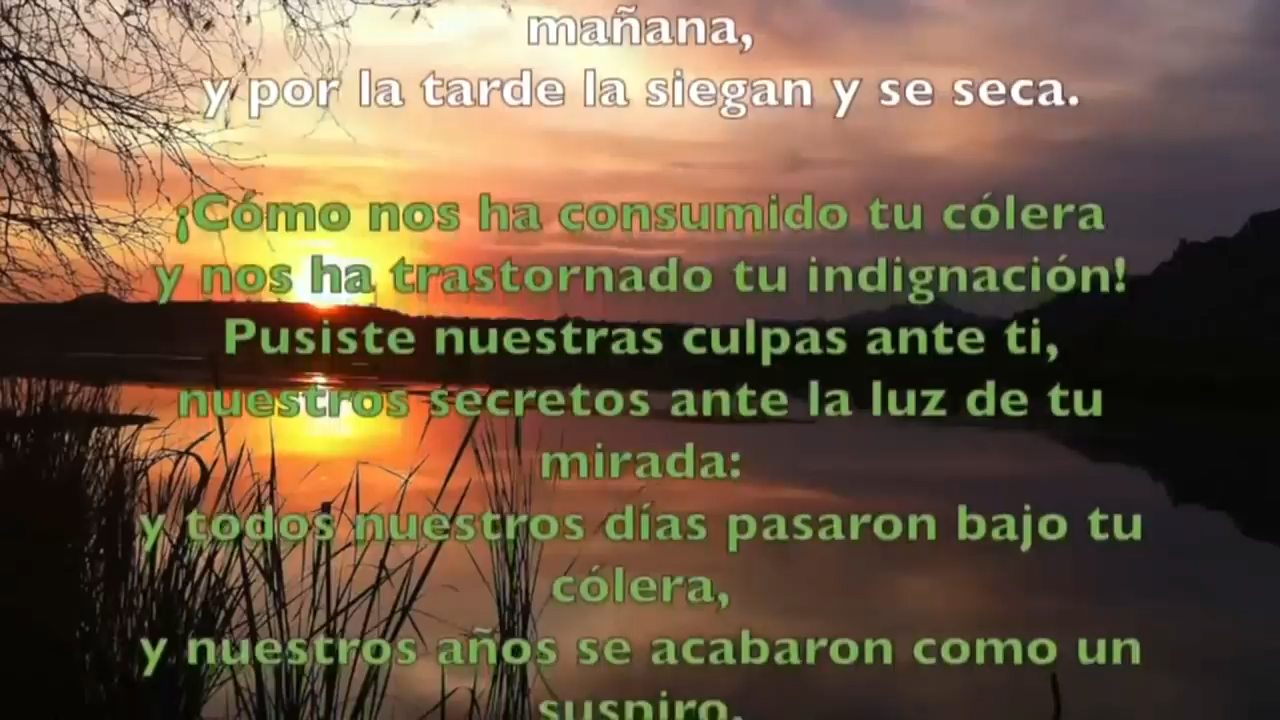 mañana,
y por la tarde la siegan y se seca.
¡Cómo nos ha consumido tu cólera
y nos ha trastornado tu indignación!
Pusiste nuestras culpas ante ti,
nuestros secretos ante la luz de tu
mirada:
y todos nuestros días pasaron bajo tu
cólera,
y nuestros años se acabaron como un
suspiro.